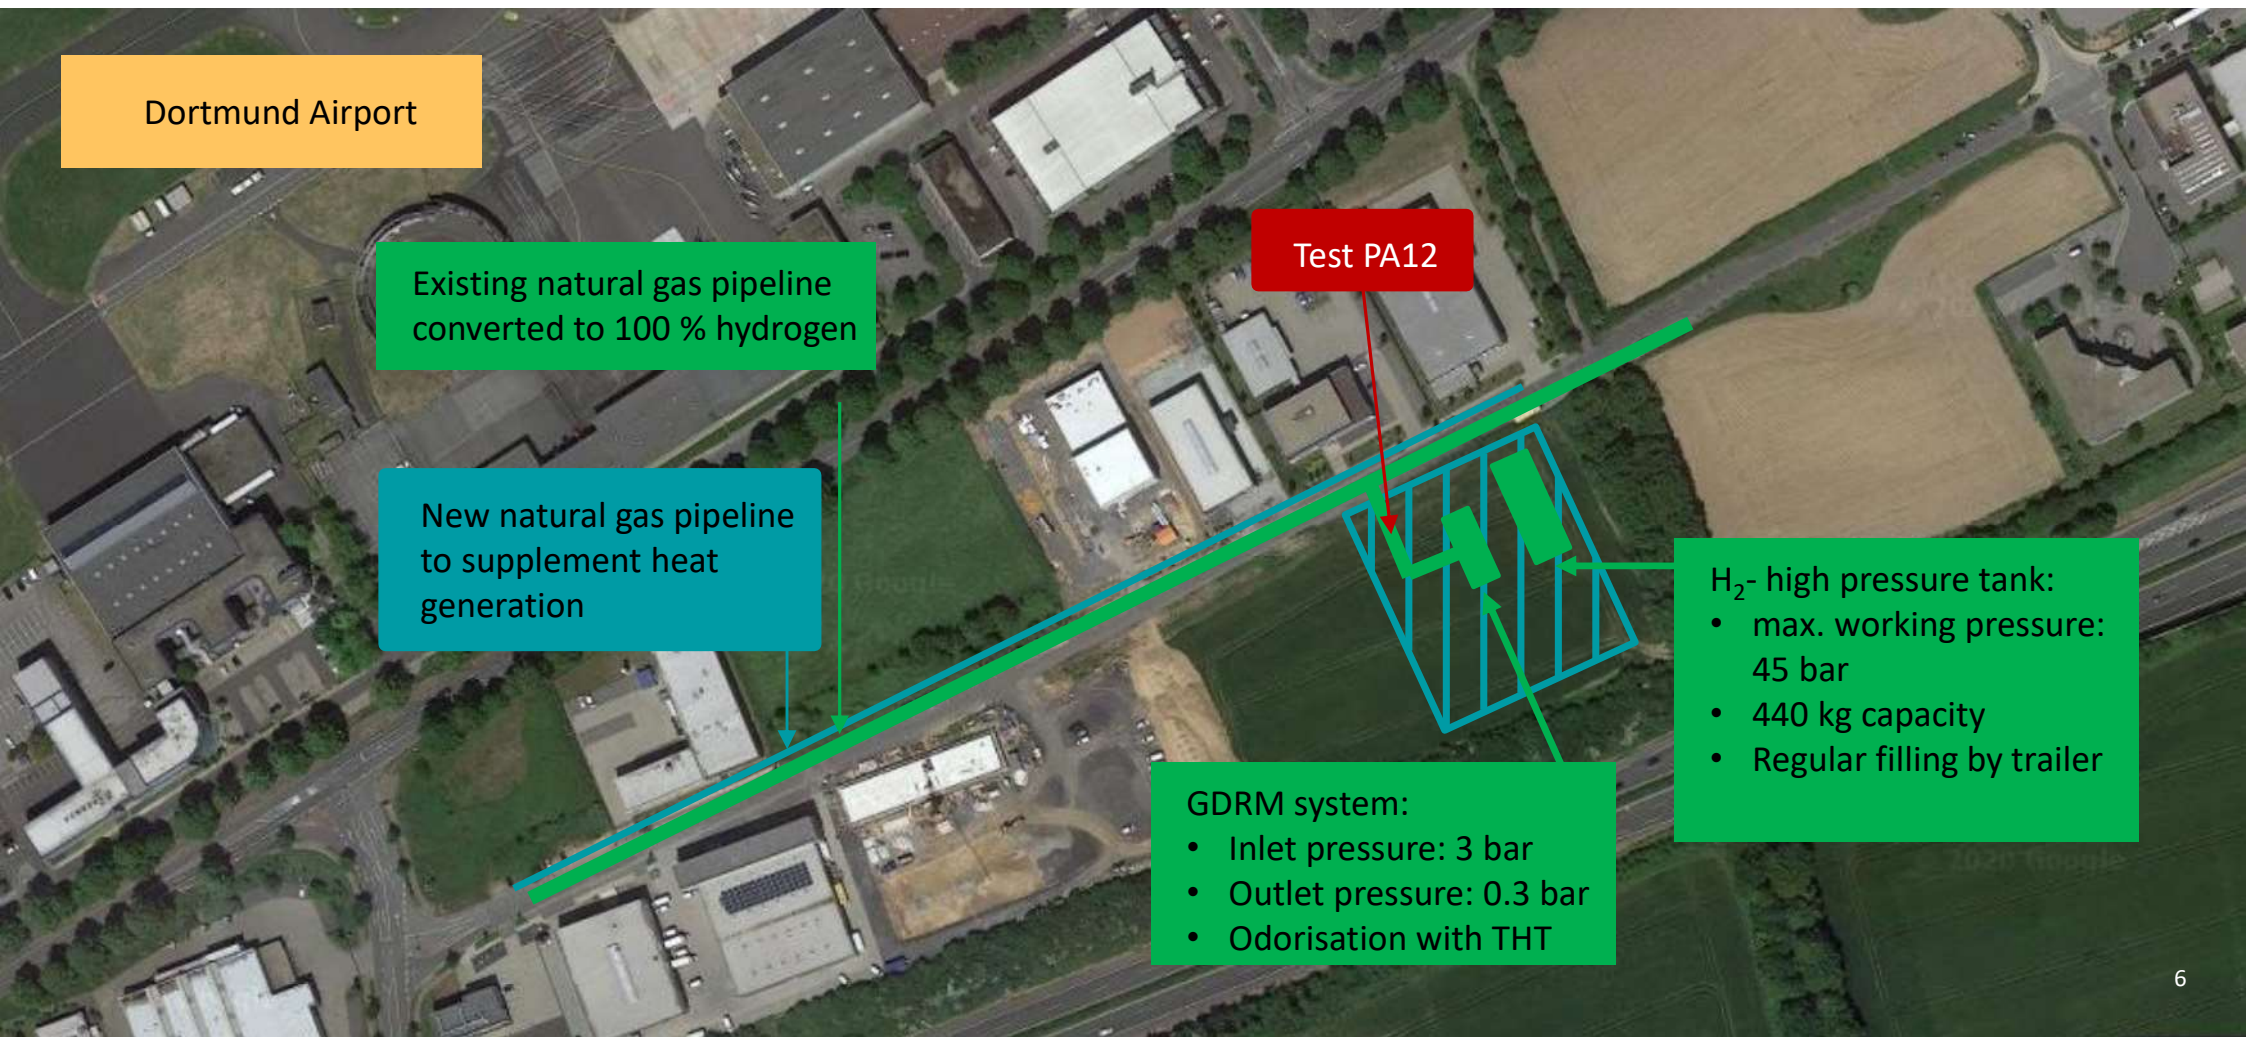 Dortmund Airport
Test PA12
Existing natural gas pipeline
converted to 100 % hydrogen
New natural gas pipeline
to supplement heat
generation
H₂- high pressure tank:
• max. working pressure:
45 bar
• 440 kg capacity
• Regular filling by trailer
GDRM system:
• Inlet pressure: 3 bar
• Outlet pressure: 0.3 bar
• Odorisation with THT
2020 Google
6